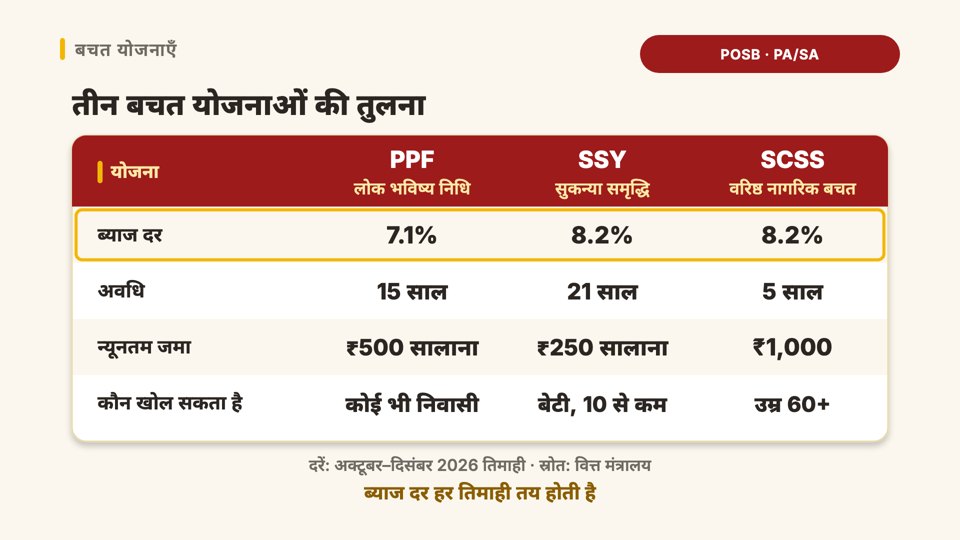 बचत योजनाएँ
POSB · PA/SA
तीन बचत योजनाओं की तुलना
योजना PPF SSY SCSS
लोक भविष्य निधि सुकन्या समृद्धि वरिष्ठ नागरिक बचत
ब्याज दर 7.1% 8.2% 8.2%
अवधि 15 साल 21 साल 5 साल
न्यूनतम जमा ₹500 सालाना ₹250 सालाना ₹1,000
कौन खोल सकता है कोई भी निवासी बेटी, 10 से कम उम्र 60+
दरें: अक्टूबर–दिसंबर 2026 तिमाही · स्रोत: वित्त मंत्रालय
ब्याज दर हर तिमाही तय होती है